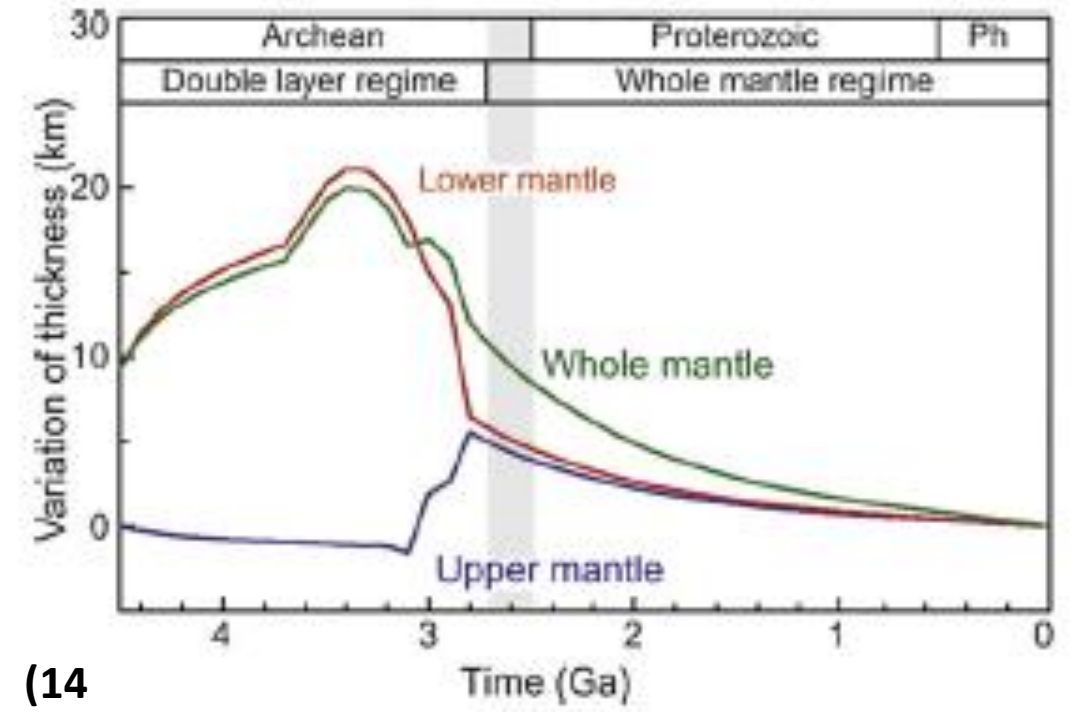 30
Archean Proterozoic Ph
Double layer regime Whole mantle regime
Variation of thickness (km)
Lower mantle
20
10
Whole mantle
0
Upper mantle
4 3 2 1 0
(14 Time (Ga)